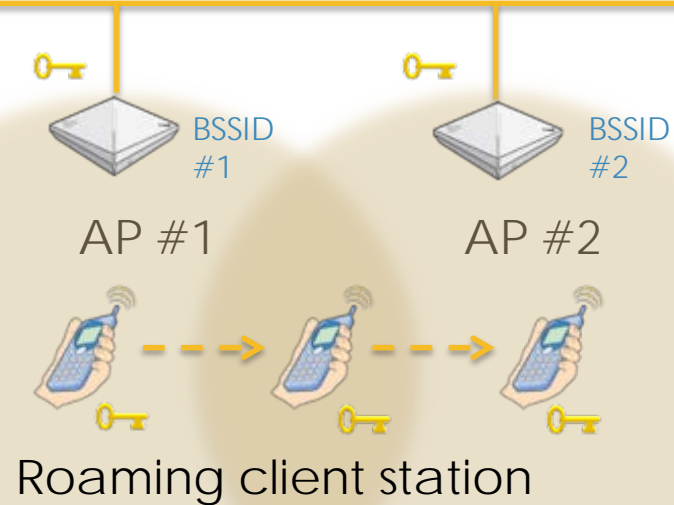 BSSID
#1
BSSID
#2
AP #1
AP #2
Roaming client station